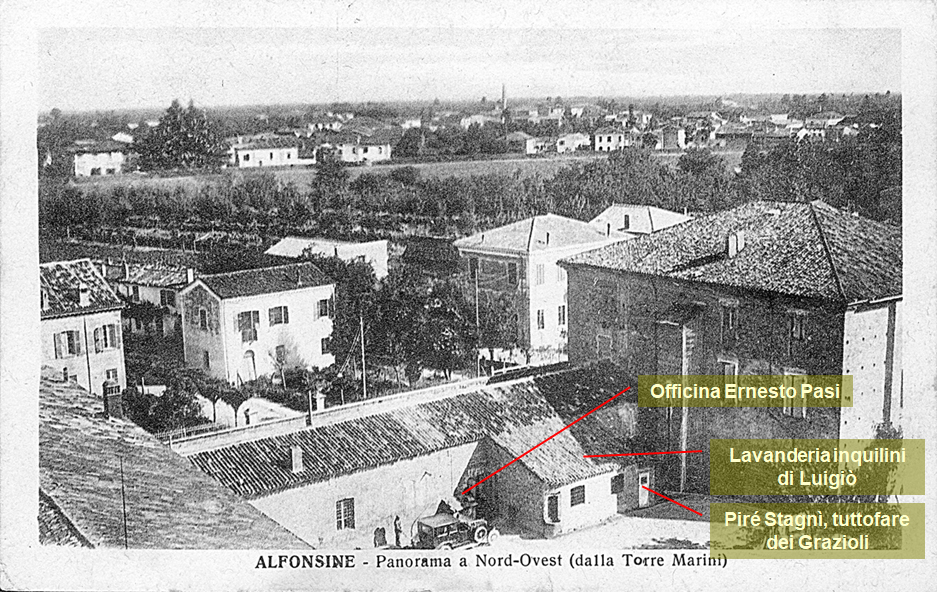 Officina Ernesto Pasi
Lavanderia inquilini
di Luigiò
Piré Stagnì, tuttofare
dei Grazioli
ALFONSINE - Panorama a Nord-Ovest (dalla Torre Marini)